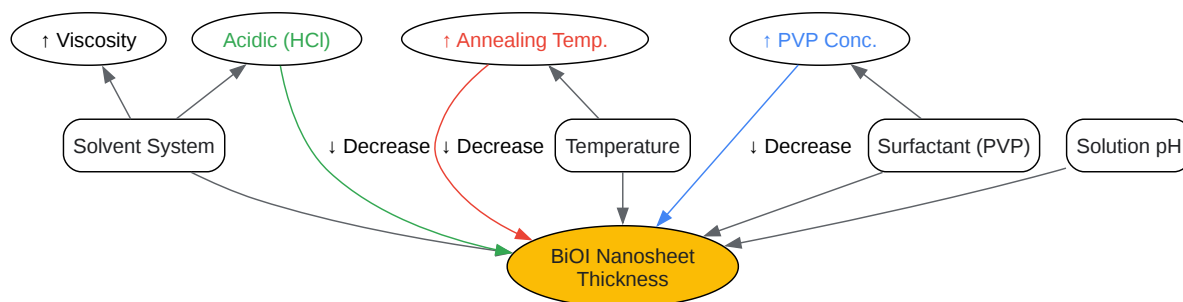 ↑ Viscosity
Acidic (HCl)
↑ Annealing Temp.
↑ PVP Conc.
Solvent System
↓ Decrease
↓ Decrease
Temperature
↓ Decrease
Surfactant (PVP)
Solution pH
BiOI Nanosheet
Thickness